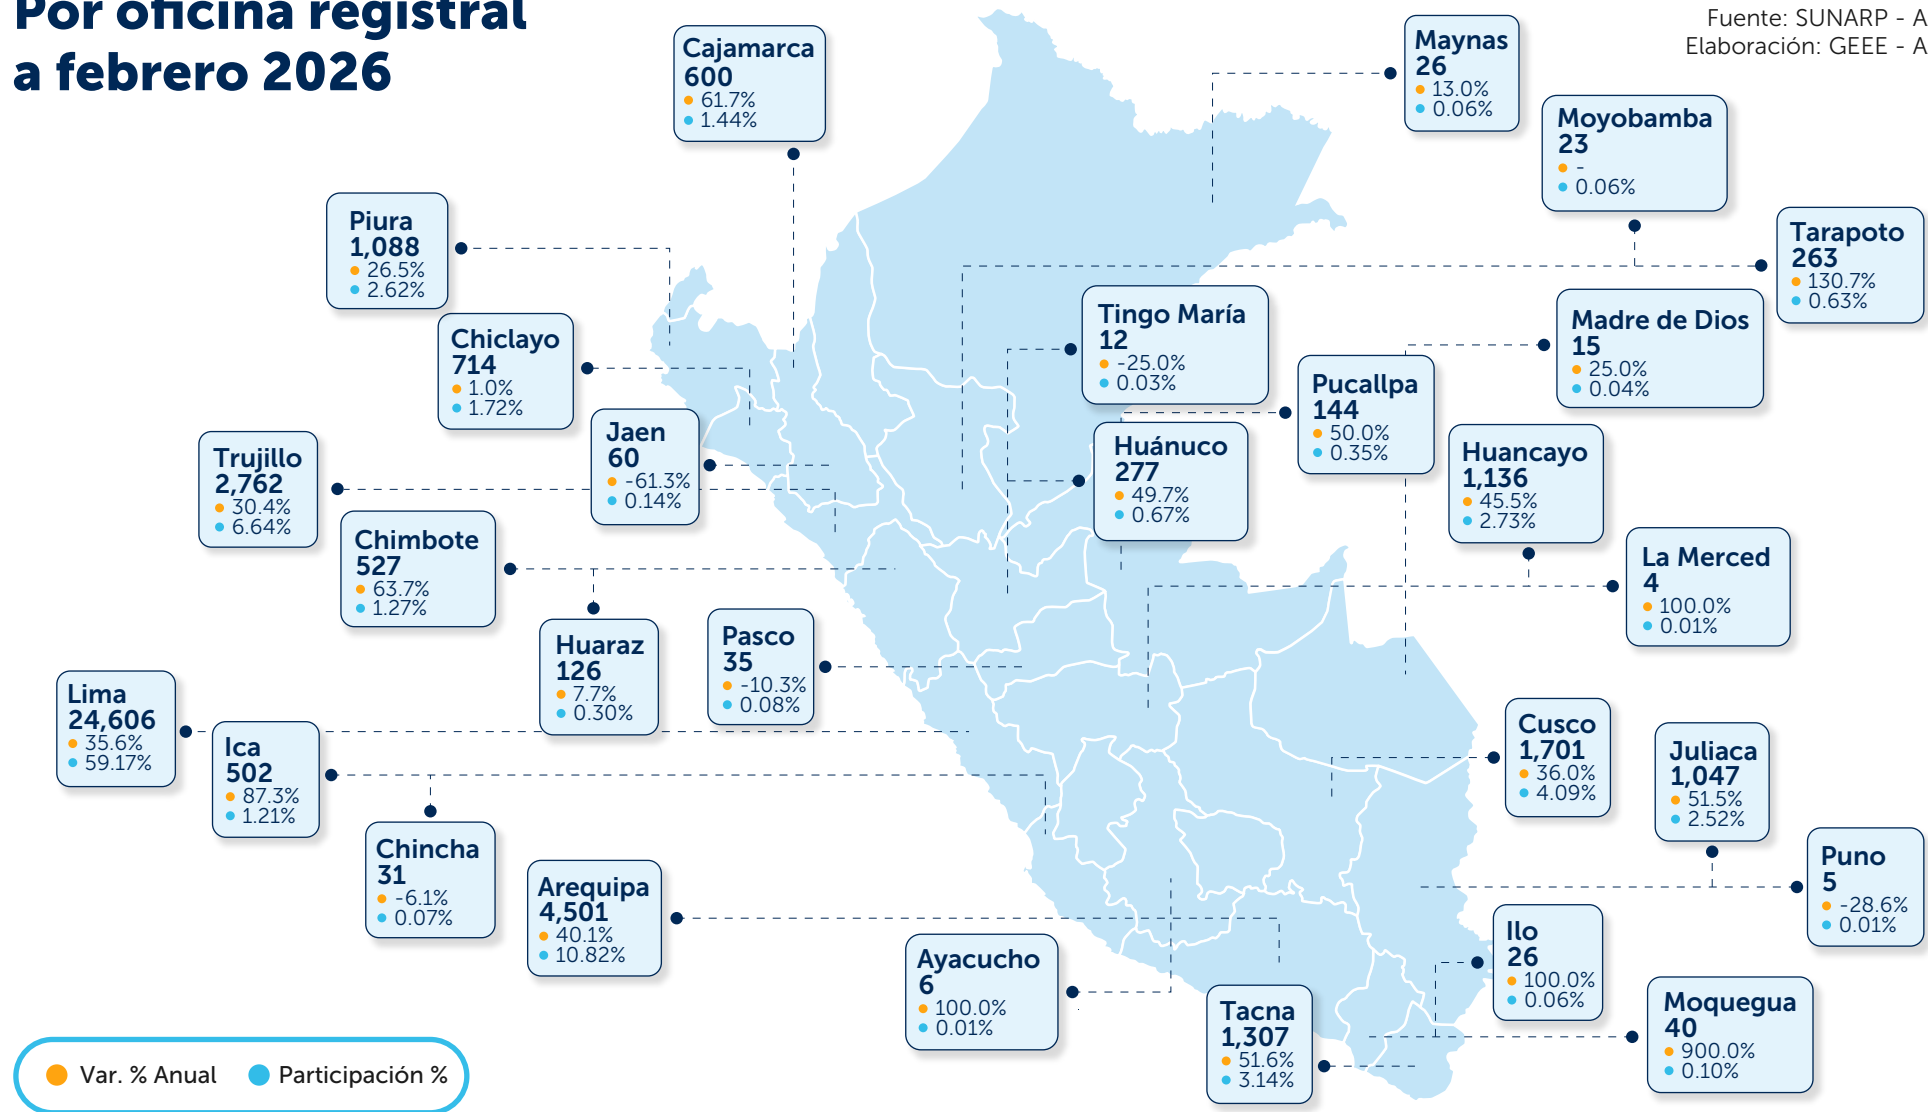 Por oficina registral
a febrero 2026
Fuente: SUNARP - A
Elaboración: GEEE - A
Cajamarca
600
61.7%
1.44%
Maynas
26
13.0%
0.06%
Moyobamba
23
-
0.06%
Piura
1,088
26.5%
2.62%
Tarapoto
263
130.7%
0.63%
Tingo María
12
-25.0%
0.03%
Madre de Dios
15
25.0%
0.04%
Chiclayo
714
1.0%
1.72%
Pucallpa
144
50.0%
0.35%
Jaen
60
-61.3%
0.14%
Huánuco
277
49.7%
0.67%
Huancayo
1,136
45.5%
2.73%
Trujillo
2,762
30.4%
6.64%
Chimbote
527
63.7%
1.27%
La Merced
4
100.0%
0.01%
Huaraz
126
7.7%
0.30%
Pasco
35
-10.3%
0.08%
Lima
24,606
35.6%
59.17%
Ica
502
87.3%
1.21%
Cusco
1,701
36.0%
4.09%
Juliaca
1,047
51.5%
2.52%
Chincha
31
-6.1%
0.07%
Arequipa
4,501
40.1%
10.82%
Puno
5
-28.6%
0.01%
Ayacucho
6
100.0%
0.01%
Ilo
26
100.0%
0.06%
Tacna
1,307
51.6%
3.14%
Moquegua
40
900.0%
0.10%
Var. % Anual
Participación %